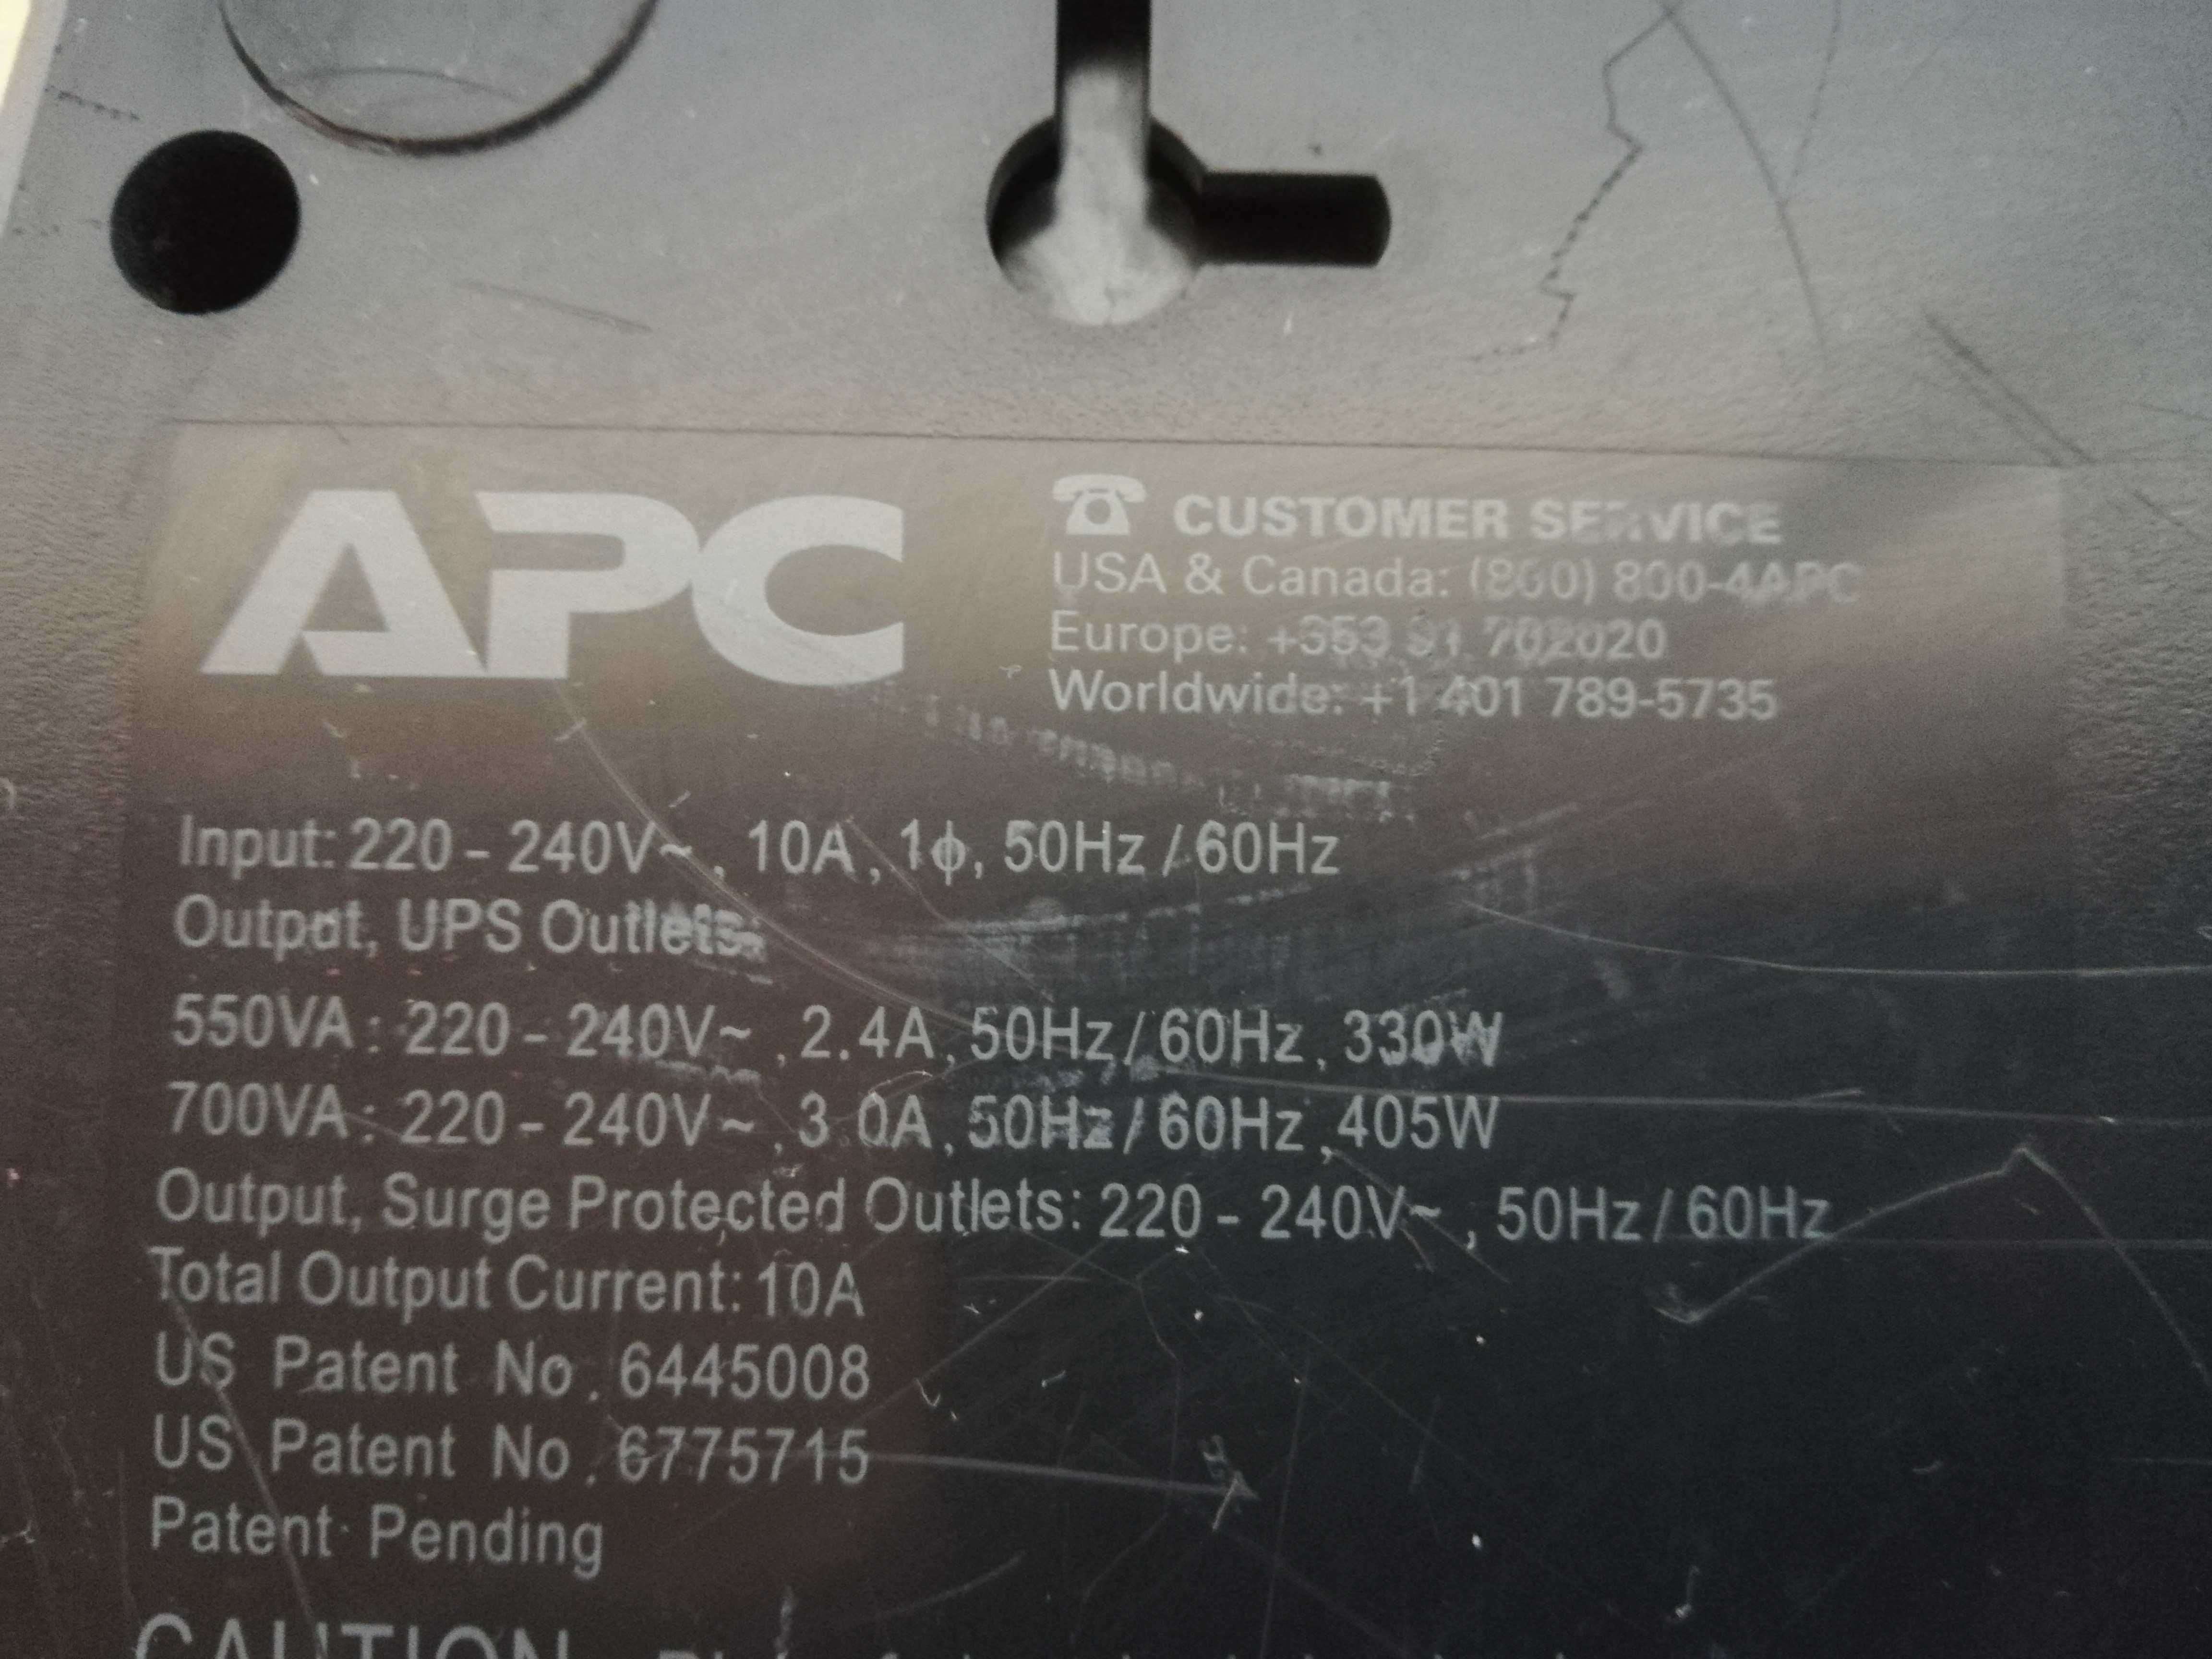 APC
CUSTOMER SERVICE
USA & Canada: (800) 800-4APC
Europe: +353 91 702020
Worldwide: +1 401 789-5735
Input: 220 - 240V~, 10A, 1ϕ, 50Hz / 60Hz
Output, UPS Outlets:
550VA: 220 - 240V~, 2.4A, 50Hz / 60Hz, 330W
700VA: 220 - 240V~, 3.0A, 50Hz / 60Hz, 405W
Output, Surge Protected Outlets: 220 - 240V~, 50Hz / 60Hz
Total Output Current: 10A
US Patent No. 6445008
US Patent No. 6775715
Patent Pending
CAUTION